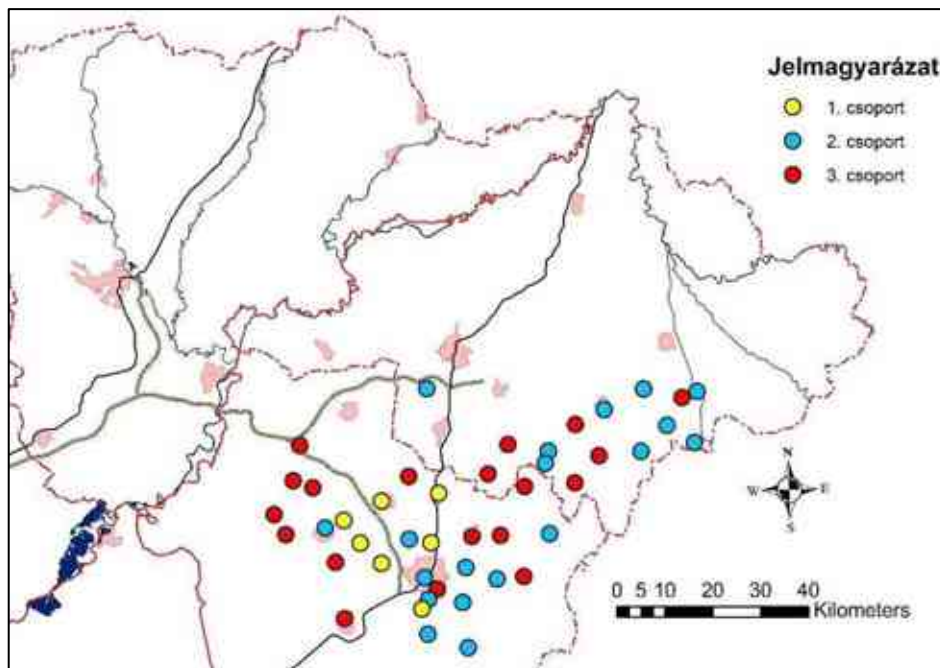 Jelmagyarázat
1. csoport
2. csoport
3. csoport
N
W E
S
0 5 10 20 30 40
Kilometers